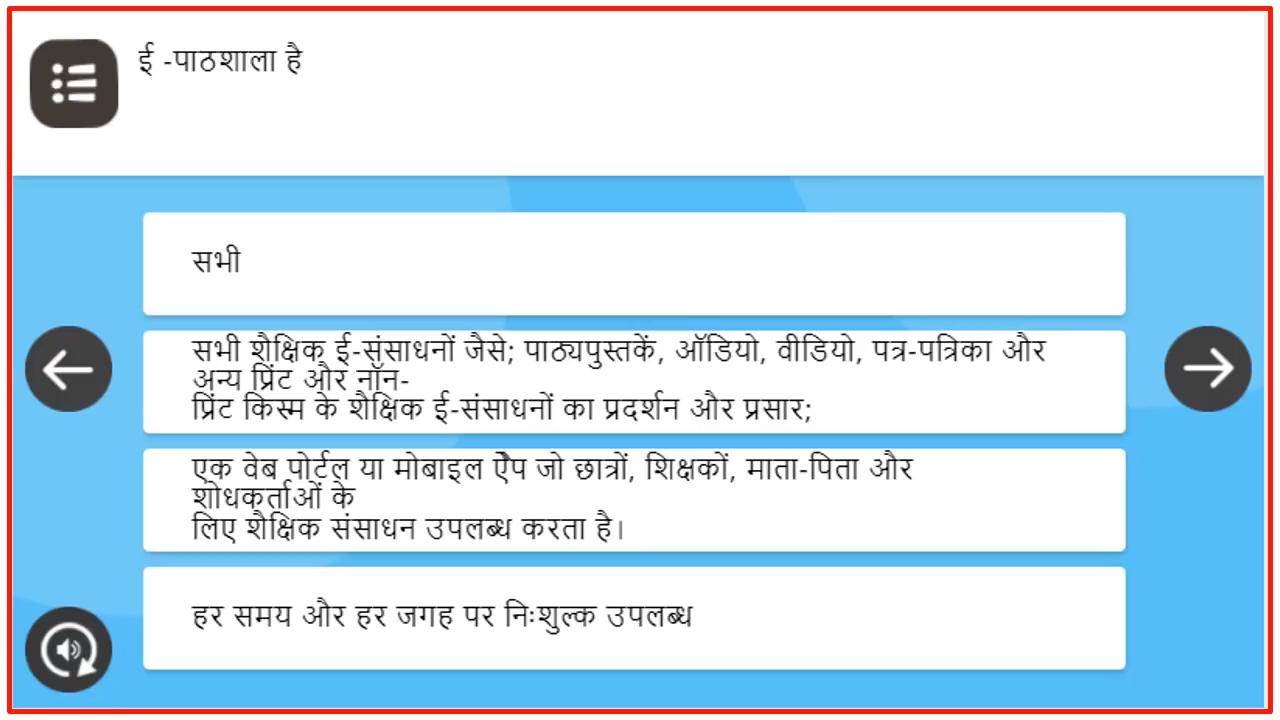 ई -पाठशाला है
सभी
सभी शैक्षिक ई-संसाधनों जैसे; पाठ्यपुस्तकें, ऑडियो, वीडियो, पत्र-पत्रिका और
अन्य प्रिंट और नॉन-
प्रिंट किस्म के शैक्षिक ई-संसाधनों का प्रदर्शन और प्रसार;
एक वेब पोर्टल या मोबाइल ऐप जो छात्रों, शिक्षकों, माता-पिता और
शोधकर्ताओं के
लिए शैक्षिक संसाधन उपलब्ध करता है।
हर समय और हर जगह पर निःशुल्क उपलब्ध